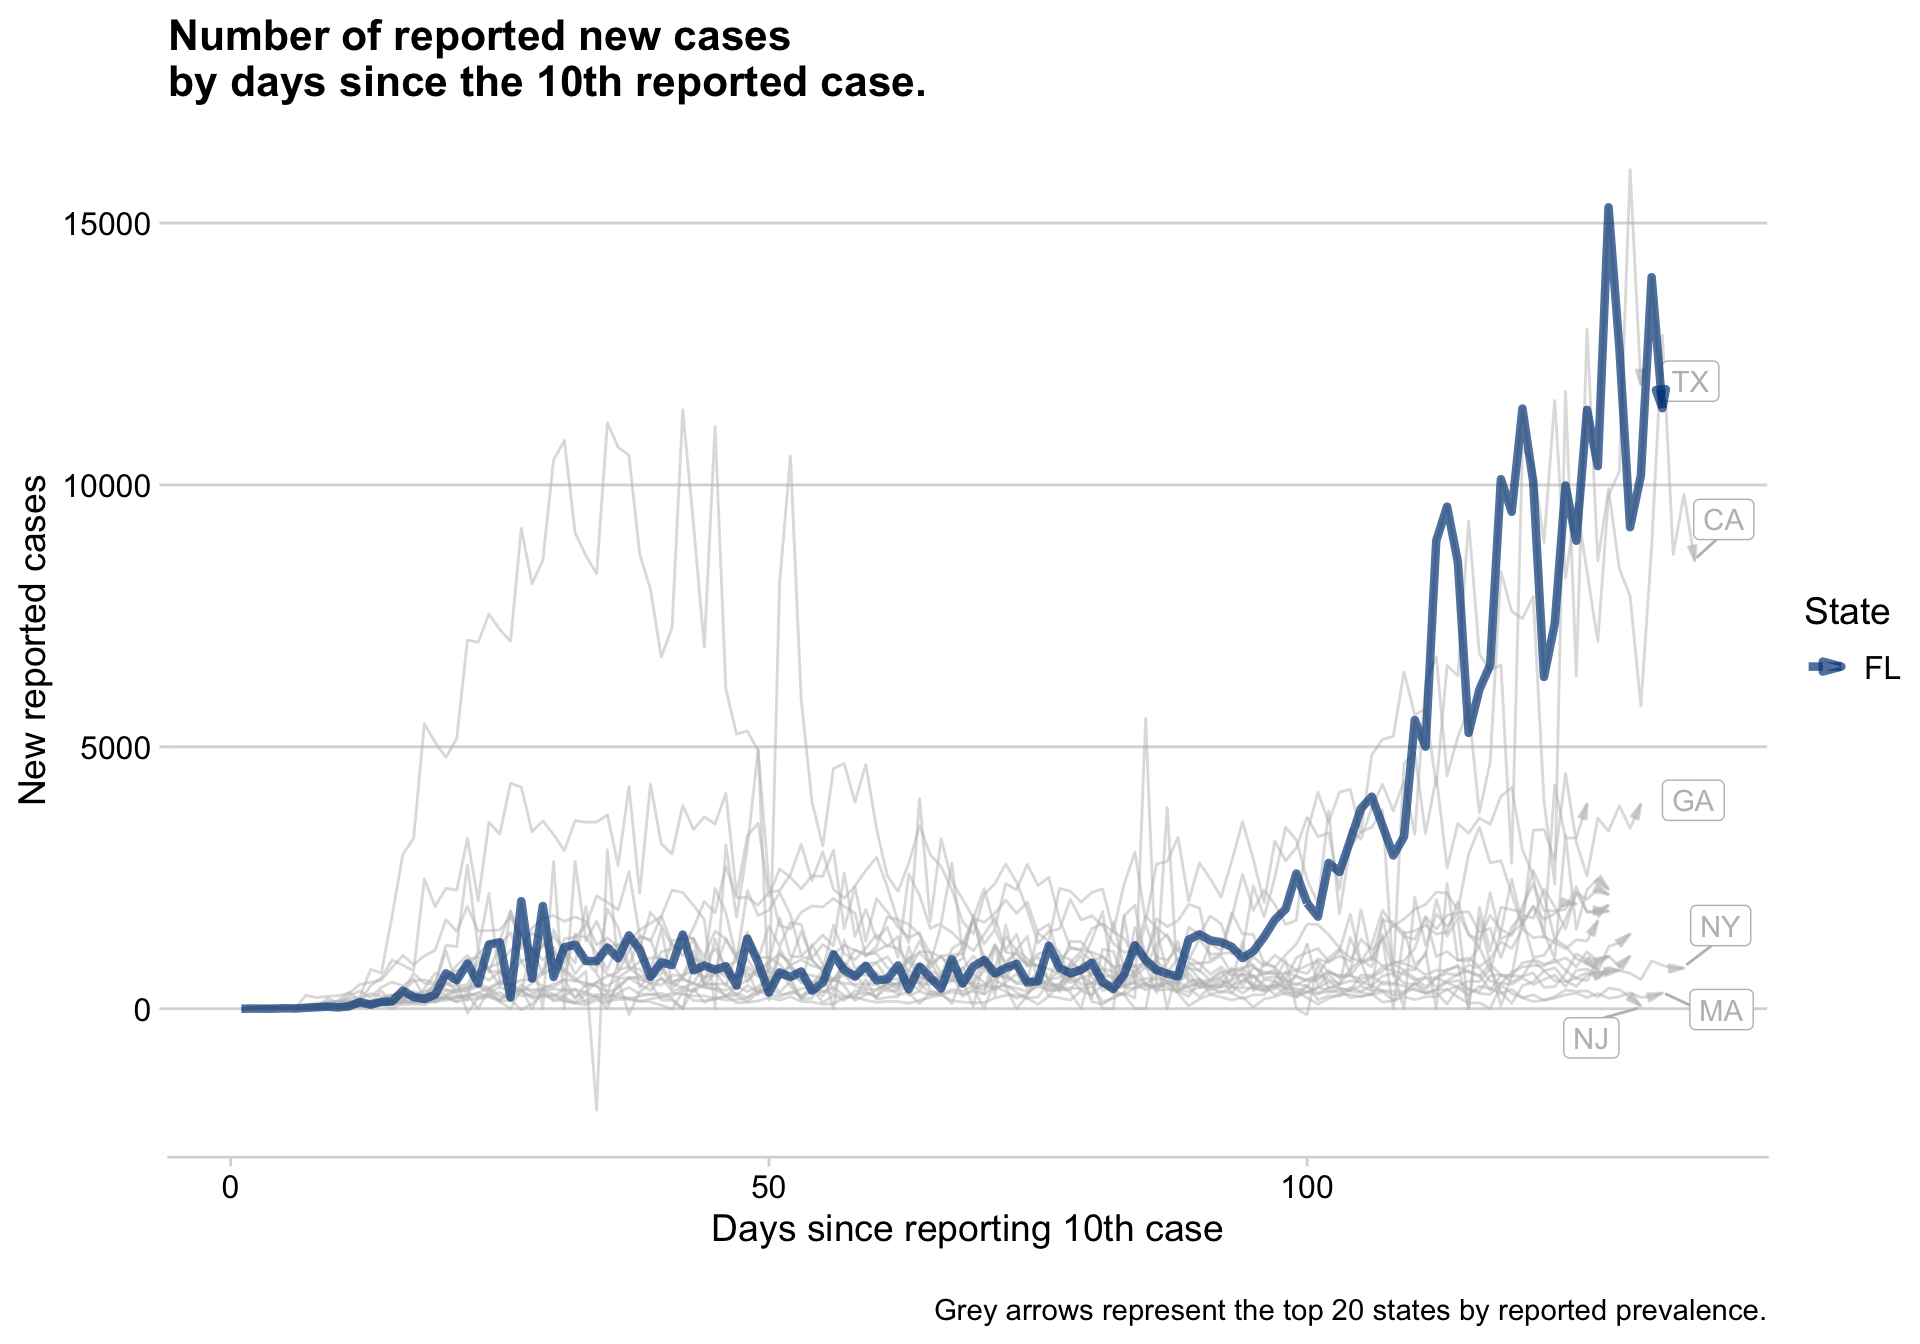 Number of reported new cases
by days since the 10th reported case.
New reported cases
15000
10000
5000
0
TX
CA
GA
NY
MA
NJ
State
FL
0
50
100
Days since reporting 10th case
Grey arrows represent the top 20 states by reported prevalence.